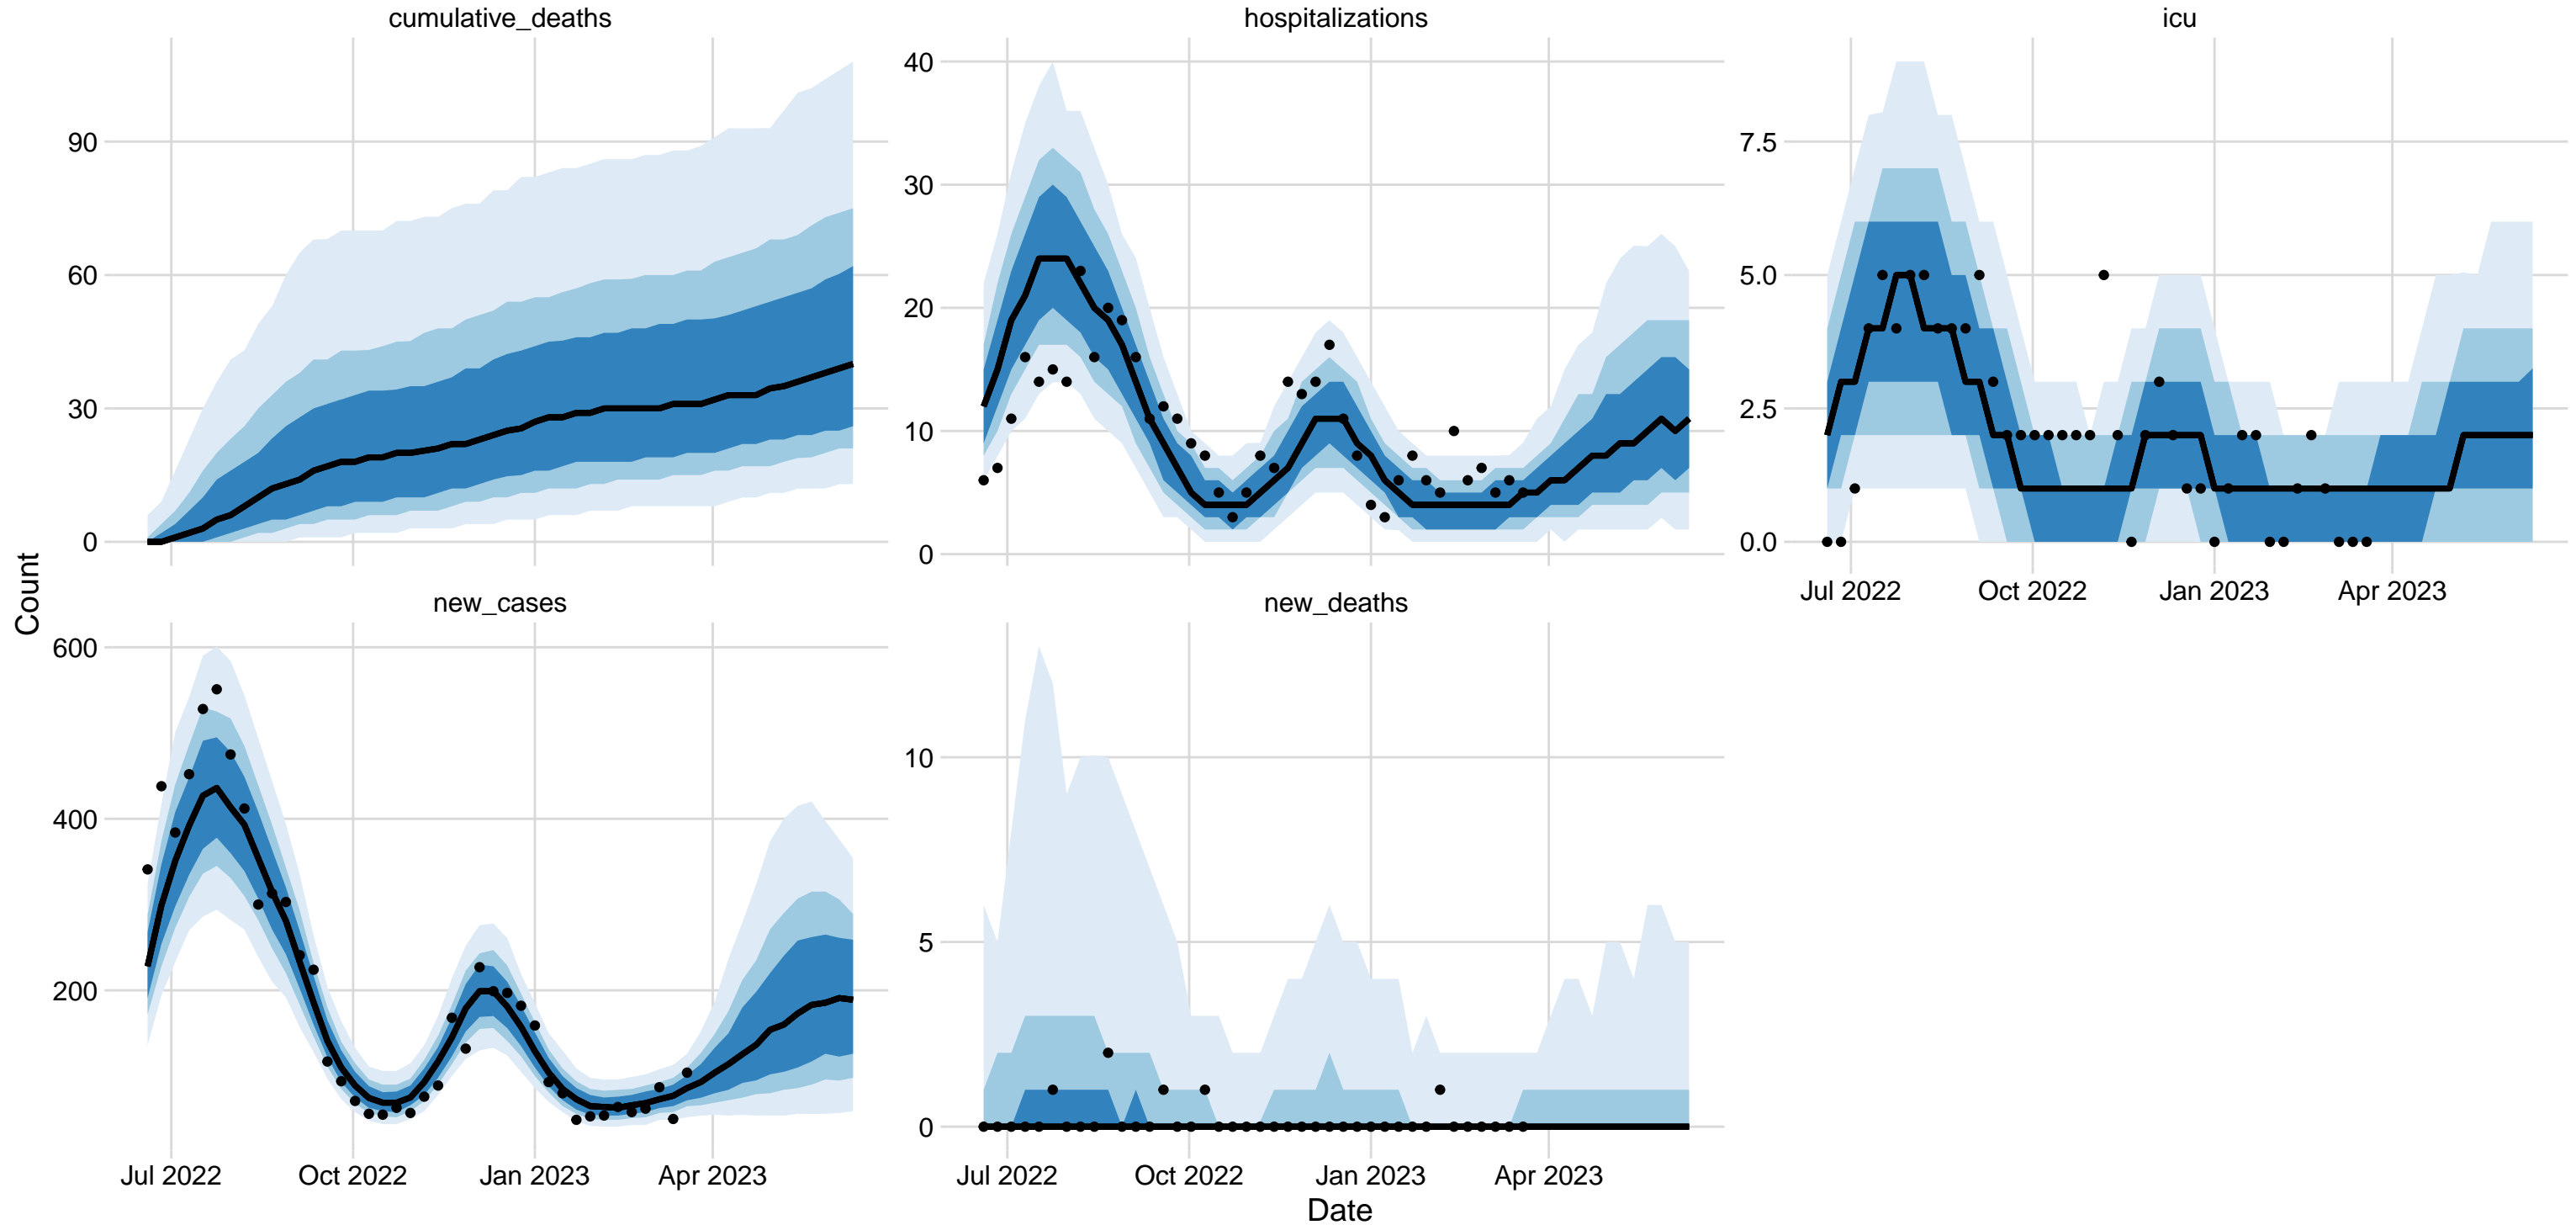 cumulative_deaths
hospitalizations
icu
90
60
30
0
40
30
20
10
0
7.5
5.0
2.5
0.0
Jul 2022 Oct 2022 Jan 2023 Apr 2023
Count
new_cases
new_deaths
600
400
200
10
5
0
Jul 2022 Oct 2022 Jan 2023 Apr 2023
Jul 2022 Oct 2022 Jan 2023 Apr 2023
Date